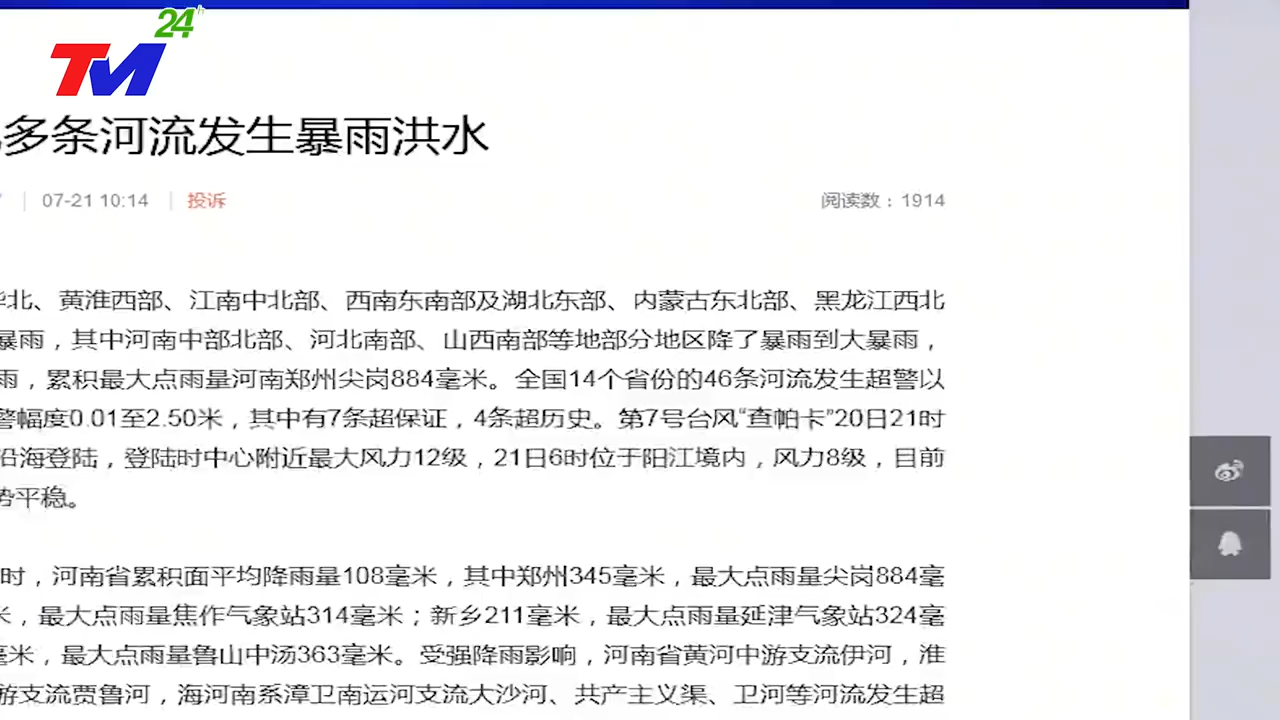 TM 24h
多条河流发生暴雨洪水
07-21 10:14 投诉 阅读数：1914
华北、黄淮西部、江南中北部、西南东南部及湖北东部、内蒙古东北部、黑龙江西北
暴雨，其中河南中部北部、河北南部、山西南部等地部分地区降了暴雨到大暴雨，
雨，累积最大点雨量河南郑州尖岗884毫米。全国14个省份的46条河流发生超警以
警幅度0.01至2.50米，其中有7条超保证，4条超历史。第7号台风“查帕卡”20日21时
沿海登陆，登陆时中心附近最大风力12级，21日6时位于阳江境内，风力8级，目前
势平稳。
时，河南省累积面平均降雨量108毫米，其中郑州345毫米，最大点雨量尖岗884毫
米，最大点雨量焦作气象站314毫米；新乡211毫米，最大点雨量延津气象站324毫
毫米，最大点雨量鲁山中汤363毫米。受强降雨影响，河南省黄河中游支流伊河，淮
游支流贾鲁河，海河南系漳卫南运河支流大沙河、共产主义渠、卫河等河流发生超